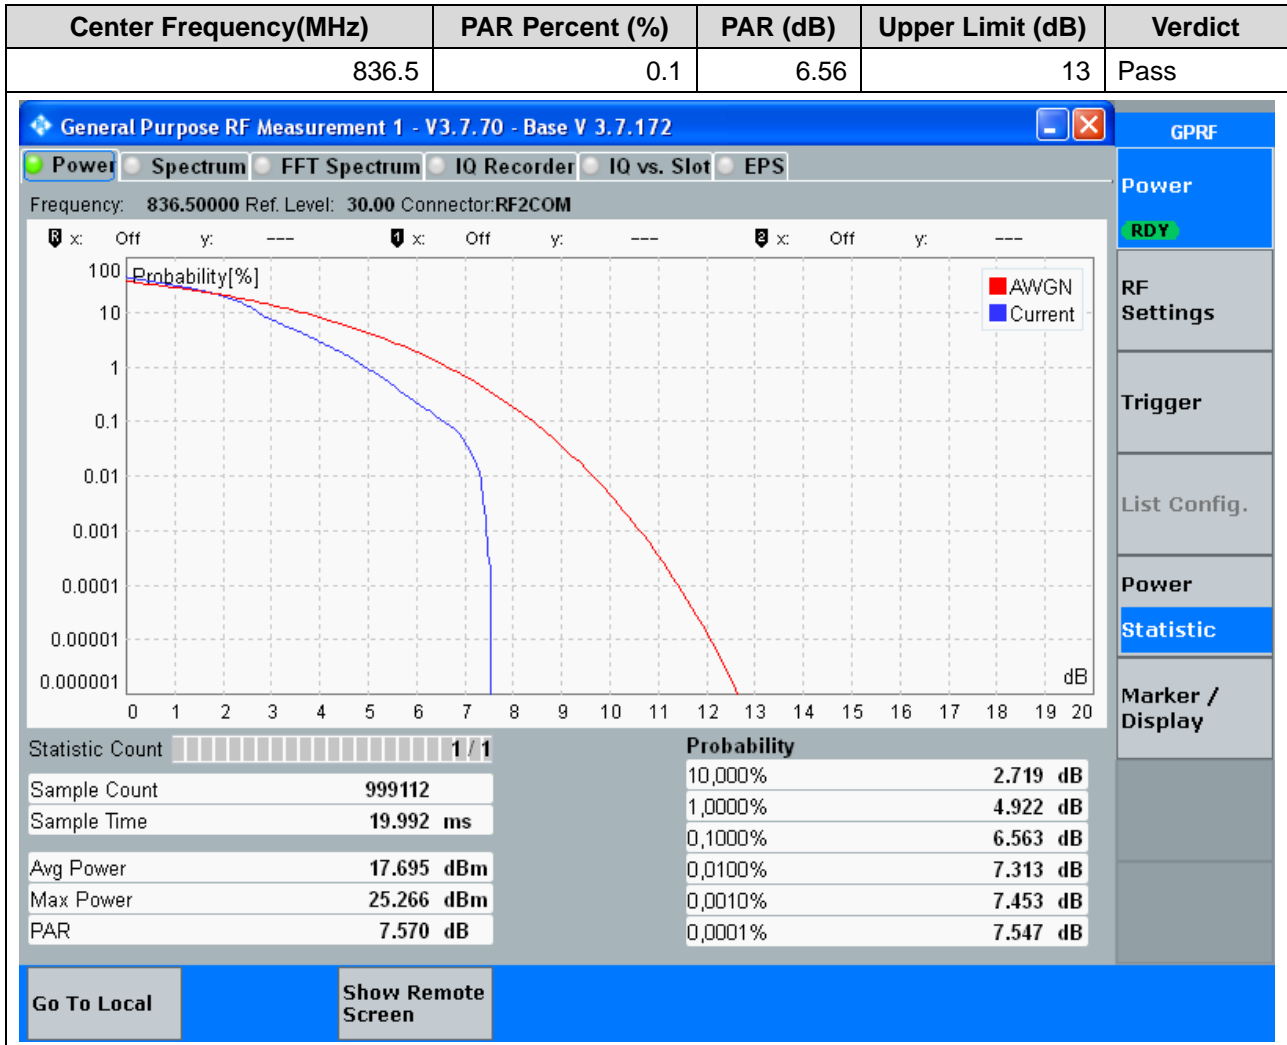 Center Frequency(MHz) PAR Percent (%) PAR (dB) Upper Limit (dB) Verdict
836.5 0.1 6.56 13 Pass
General Purpose RF Measurement 1 - V3.7.70 - Base V 3.7.172
GPRF
Power Spectrum FFT Spectrum IQ Recorder IQ vs. Slot EPS
Frequency: 836.50000 Ref. Level: 30.00 Connector:RF2COM
R x: Off y: --- 1 x: Off y: --- 2 x: Off y: ---
Probability[%]
AWGN
Current
100
10
1
0.1
0.01
0.001
0.0001
0.00001
0.000001
dB
0 1 2 3 4 5 6 7 8 9 10 11 12 13 14 15 16 17 18 19 20
Statistic Count 1 / 1
Sample Count 999112
Sample Time 19.992 ms
Avg Power 17.695 dBm
Max Power 25.266 dBm
PAR 7.570 dB
Probability
10,000% 2.719 dB
1,0000% 4.922 dB
0,1000% 6.563 dB
0,0100% 7.313 dB
0,0010% 7.453 dB
0,0001% 7.547 dB
Power
RDY
RF
Settings
Trigger
List Config.
Power
Statistic
Marker /
Display
Go To Local
Show Remote
Screen